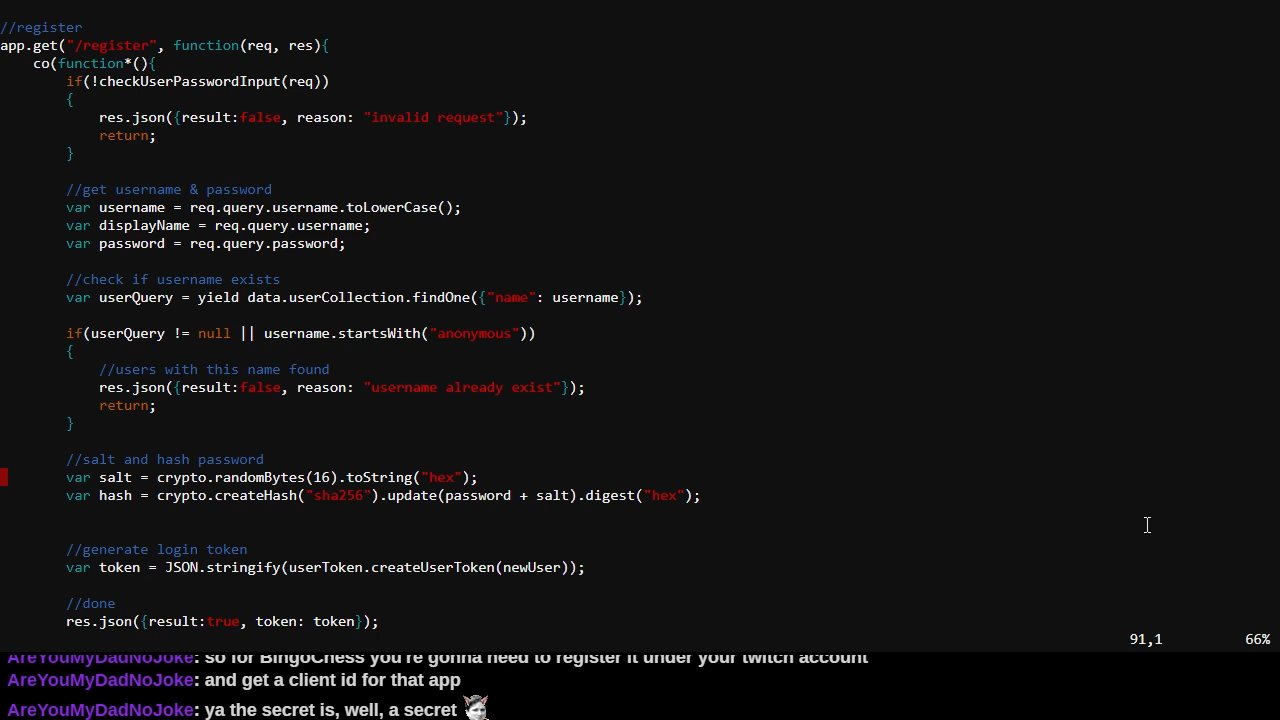 //register
app.get("/register", function(req, res){
    co(function*(){
        if(!checkUserPasswordInput(req))
        {
            res.json({result:false, reason: "invalid request"});
            return;
        }

        //get username & password
        var username = req.query.username.toLowerCase();
        var displayName = req.query.username;
        var password = req.query.password;

        //check if username exists
        var userQuery = yield data.userCollection.findOne({"name": username});

        if(userQuery != null || username.startsWith("anonymous"))
        {
            //users with this name found
            res.json({result:false, reason: "username already exist"});
            return;
        }

        //salt and hash password
        var salt = crypto.randomBytes(16).toString("hex");
        var hash = crypto.createHash("sha256").update(password + salt).digest("hex");

        //generate login token
        var token = JSON.stringify(userToken.createUserToken(newUser));

        //done
        res.json({result:true, token: token});
91,1 66%
AreYouMyDadNoJoke: so for BingoChess you're gonna need to register it under your twitch account
AreYouMyDadNoJoke: and get a client id for that app
AreYouMyDadNoJoke: ya the secret is, well, a secret